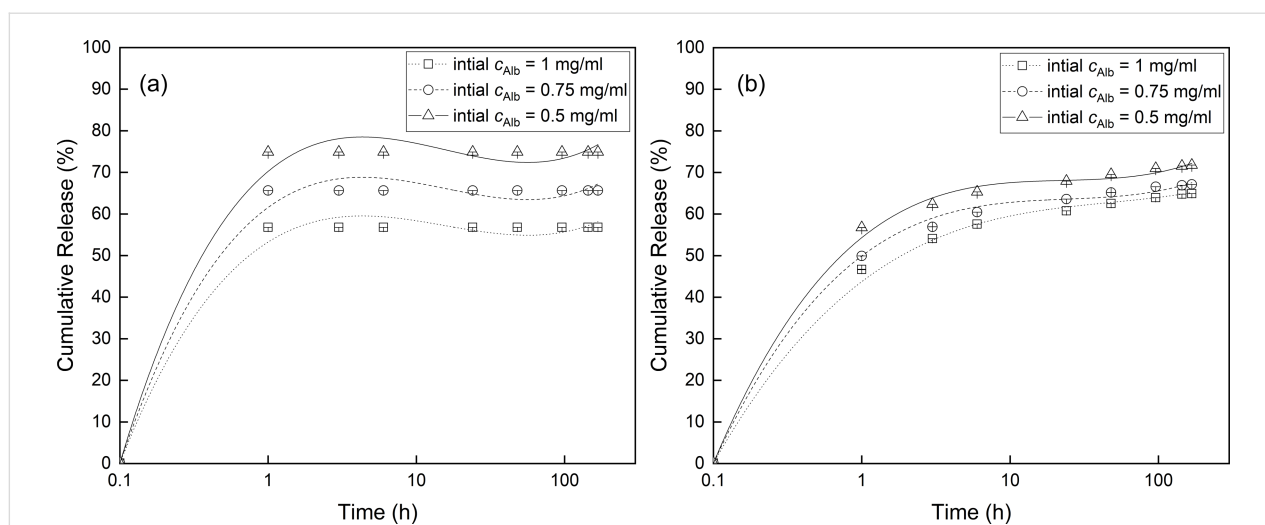 (a)
intial cAlb = 1 mg/ml
intial cAlb = 0.75 mg/ml
intial cAlb = 0.5 mg/ml
Cumulative Release (%)
100
90
80
70
60
50
40
30
20
10
0
0.1 1 10 100
Time (h)
(b)
intial cAlb = 1 mg/ml
intial cAlb = 0.75 mg/ml
intial cAlb = 0.5 mg/ml
Cumulative Release (%)
100
90
80
70
60
50
40
30
20
10
0
0.1 1 10 100
Time (h)